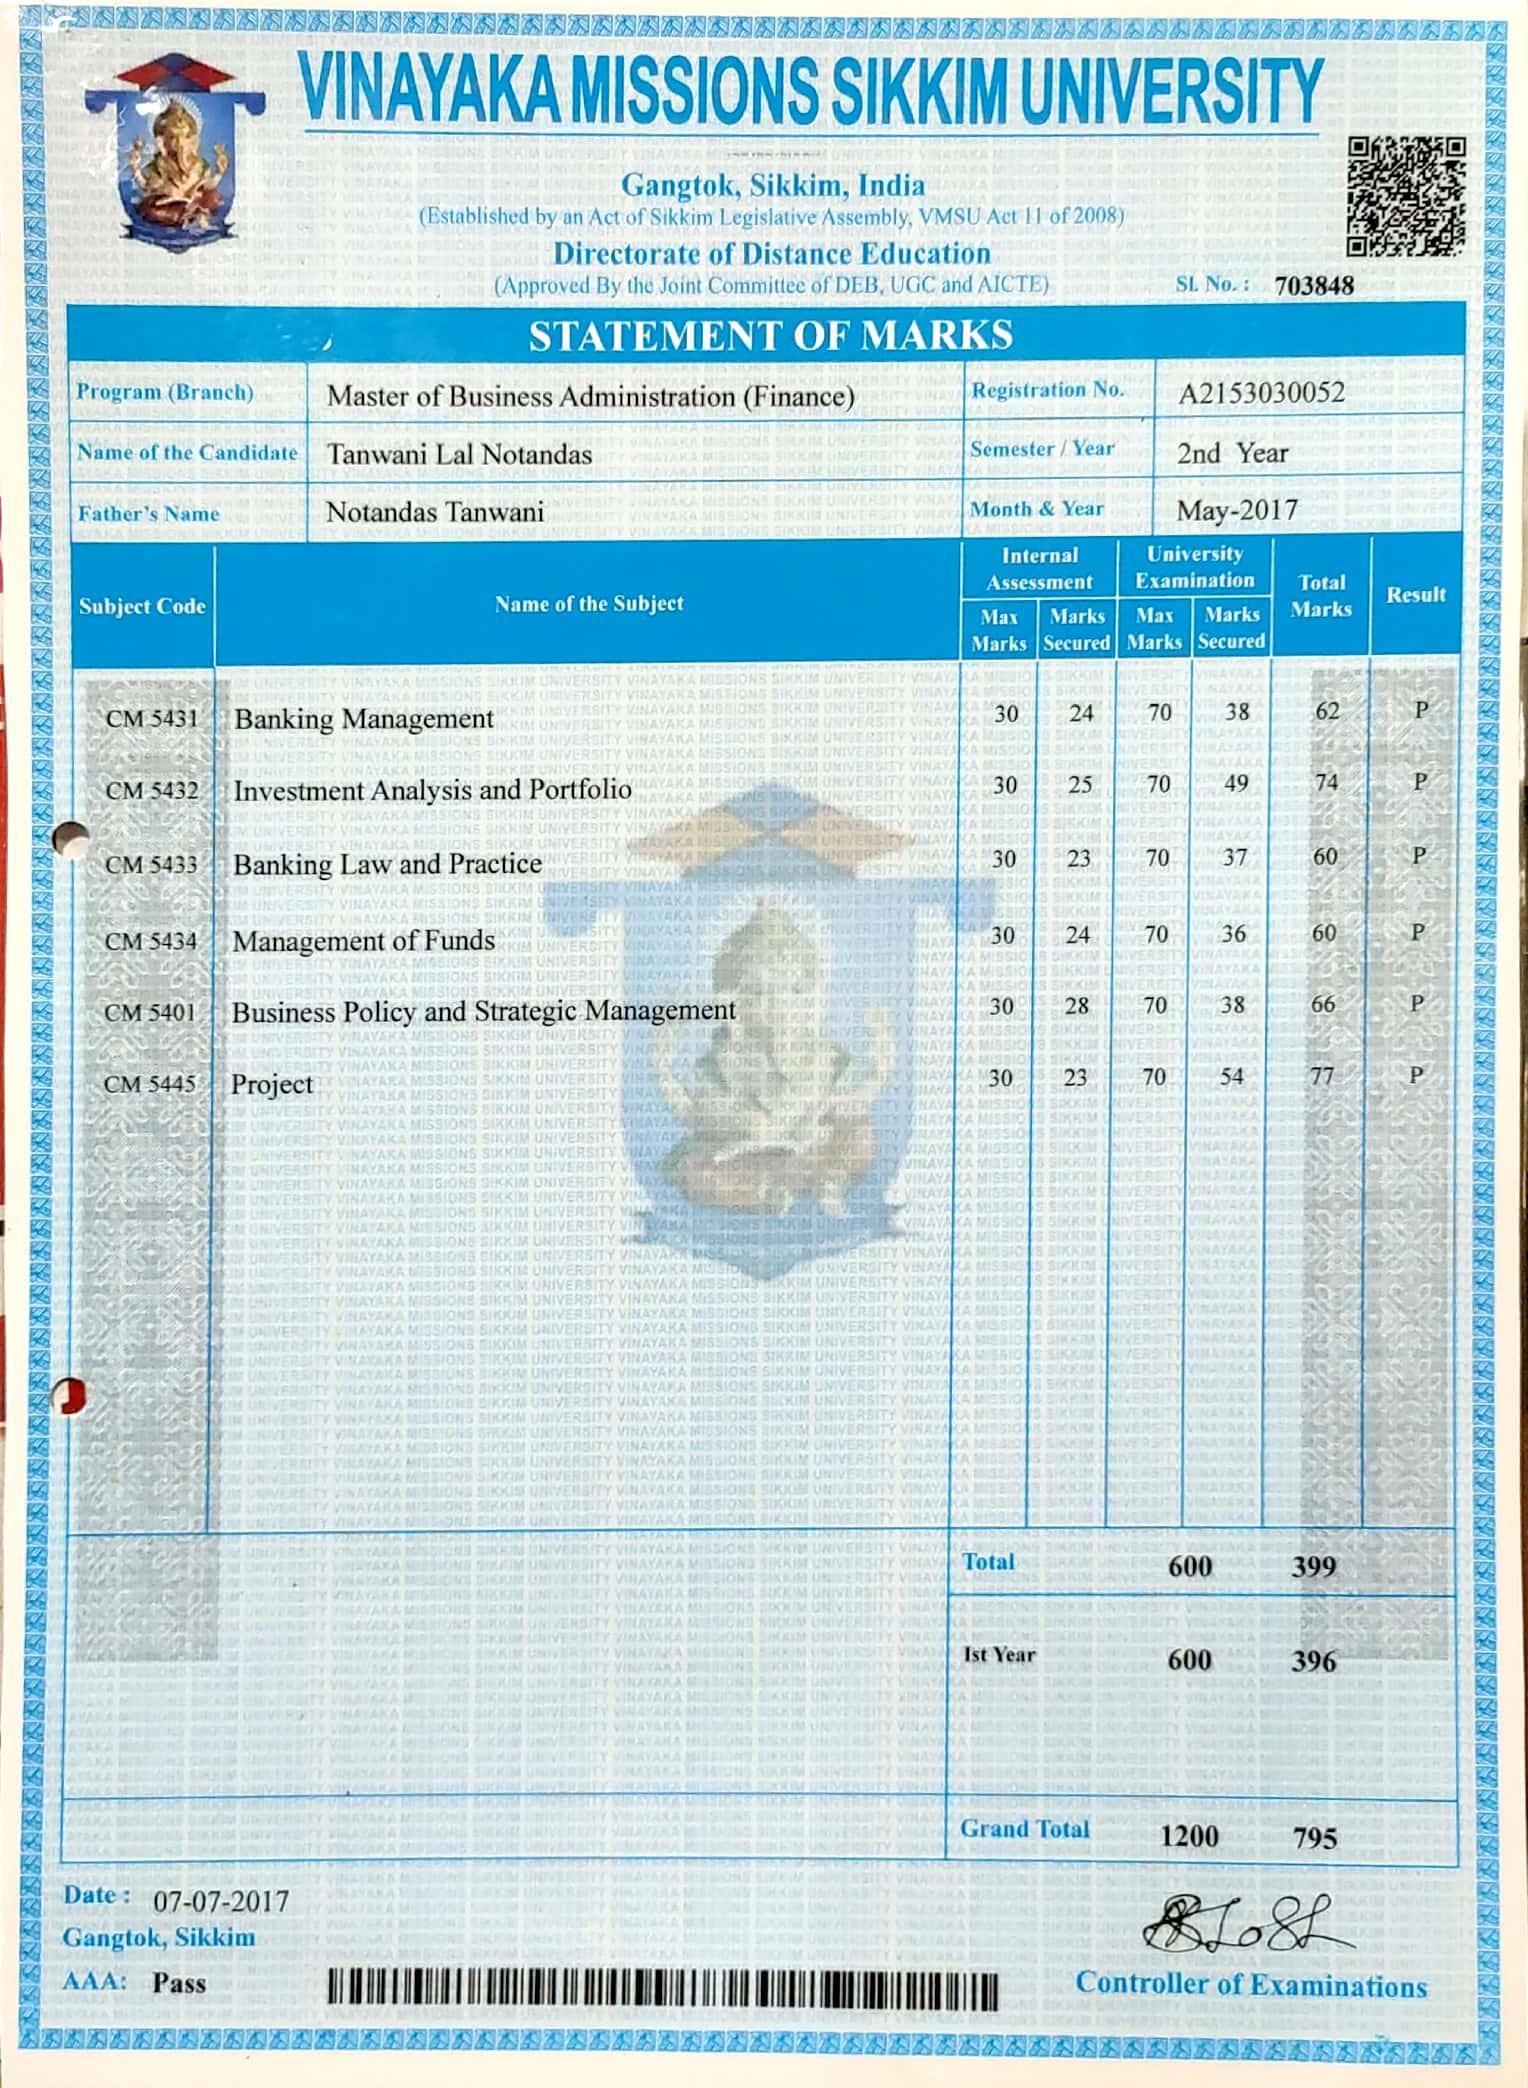 VINAYAKA MISSIONS SIKKIM UNIVERSITY
Gangtok, Sikkim, India
(Established by an Act of Sikkim Legislative Assembly, VMSU Act 11 of 2008)
Directorate of Distance Education
(Approved By the Joint Committee of DEB, UGC and AICTE)
Sl. No. : 703848
STATEMENT OF MARKS
Program (Branch) Master of Business Administration (Finance) Registration No. A2153030052
Name of the Candidate Tanwani Lal Notandas Semester / Year 2nd Year
Father's Name Notandas Tanwani Month & Year May-2017
Subject Code Name of the Subject Internal Assessment University Examination Total Marks Result
Max Marks Marks Secured Max Marks Marks Secured
CM 5431 Banking Management 30 24 70 38 62 P
CM 5432 Investment Analysis and Portfolio 30 25 70 49 74 P
CM 5433 Banking Law and Practice 30 23 70 37 60 P
CM 5434 Management of Funds 30 24 70 36 60 P
CM 5401 Business Policy and Strategic Management 30 28 70 38 66 P
CM 5445 Project 30 23 70 54 77 P
Total 600 399
Ist Year 600 396
Grand Total 1200 795
Date : 07-07-2017
Gangtok, Sikkim
AAA: Pass
Controller of Examinations